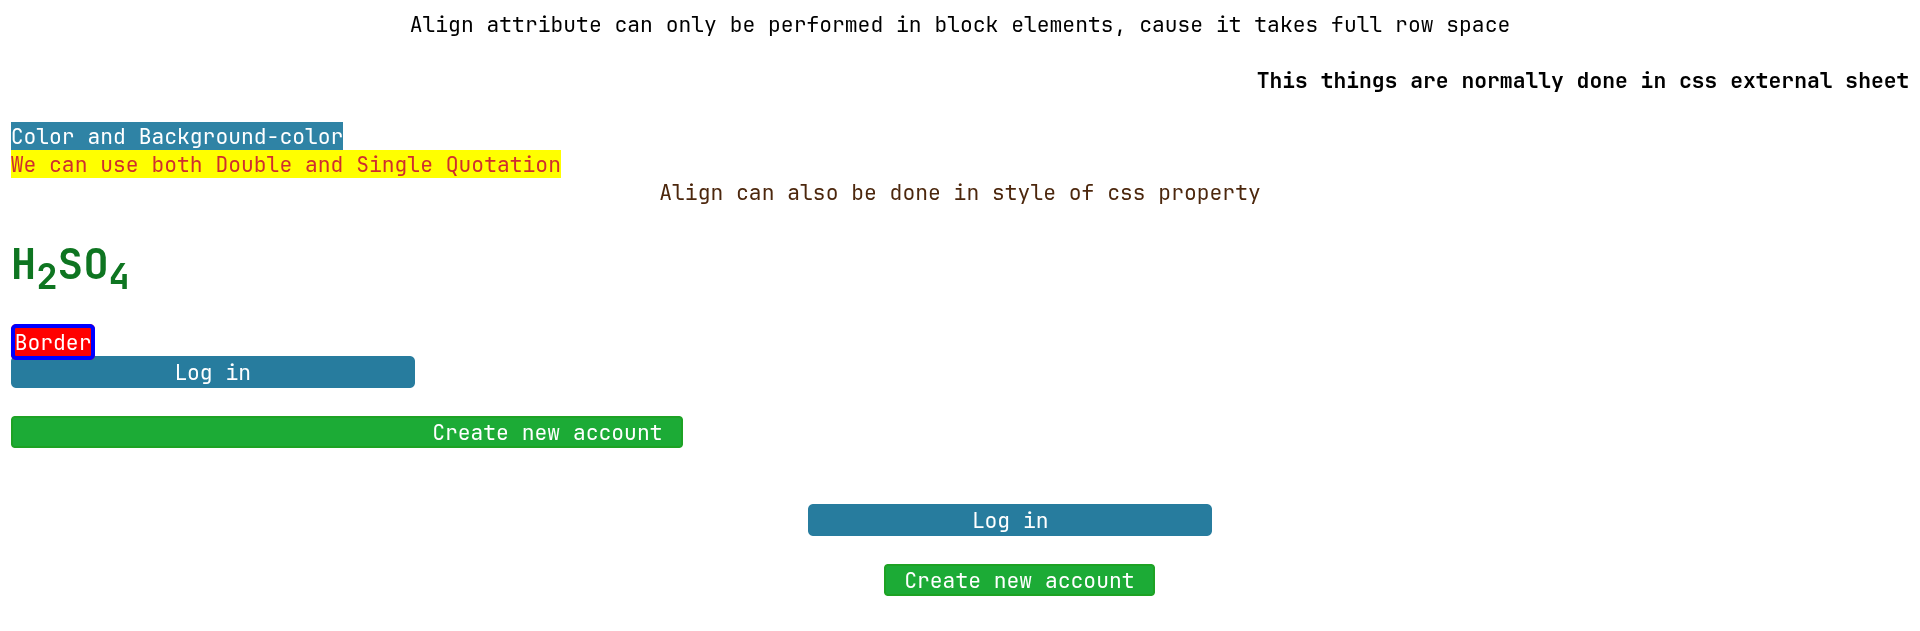 Align attribute can only be performed in block elements, cause it takes full row space
This things are normally done in css external sheet
Color and Background-color
We can use both Double and Single Quotation
Align can also be done in style of css property
H₂SO₄
Border
Log in
Create new account
Log in
Create new account